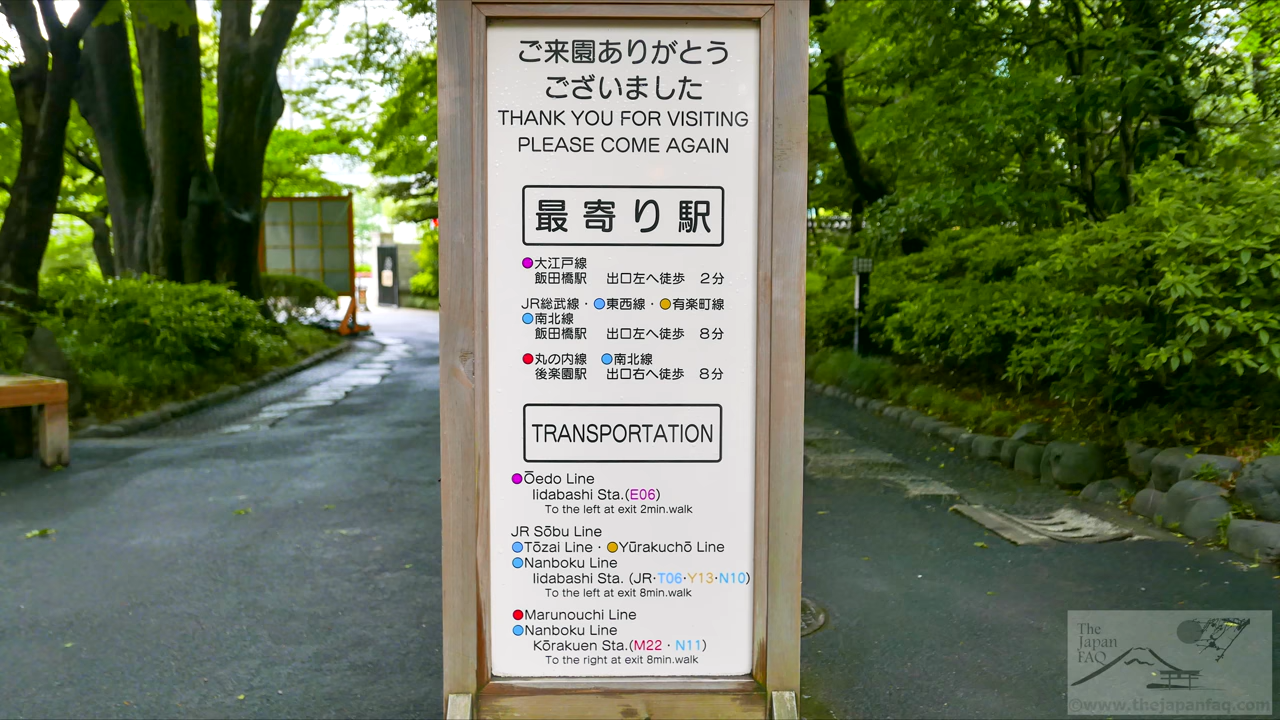 ご来園ありがとう
ございました
THANK YOU FOR VISITING
PLEASE COME AGAIN
最寄り駅
大江戸線
飯田橋駅 出口左へ徒歩 2分
JR総武線・東西線・有楽町線
南北線
飯田橋駅 出口左へ徒歩 8分
丸の内線 南北線
後楽園駅 出口右へ徒歩 8分
TRANSPORTATION
Ōedo Line
Iidabashi Sta.(E06)
To the left at exit 2min.walk
JR Sōbu Line
Tōzai Line・Yūrakuchō Line
Nanboku Line
Iidabashi Sta. (JR・T06・Y13・N10)
To the left at exit 8min.walk
Marunouchi Line
Nanboku Line
Kōrakuen Sta.(M22・N11)
To the right at exit 8min.walk
The
Japan
FAQ
©www.thejapanfaq.com